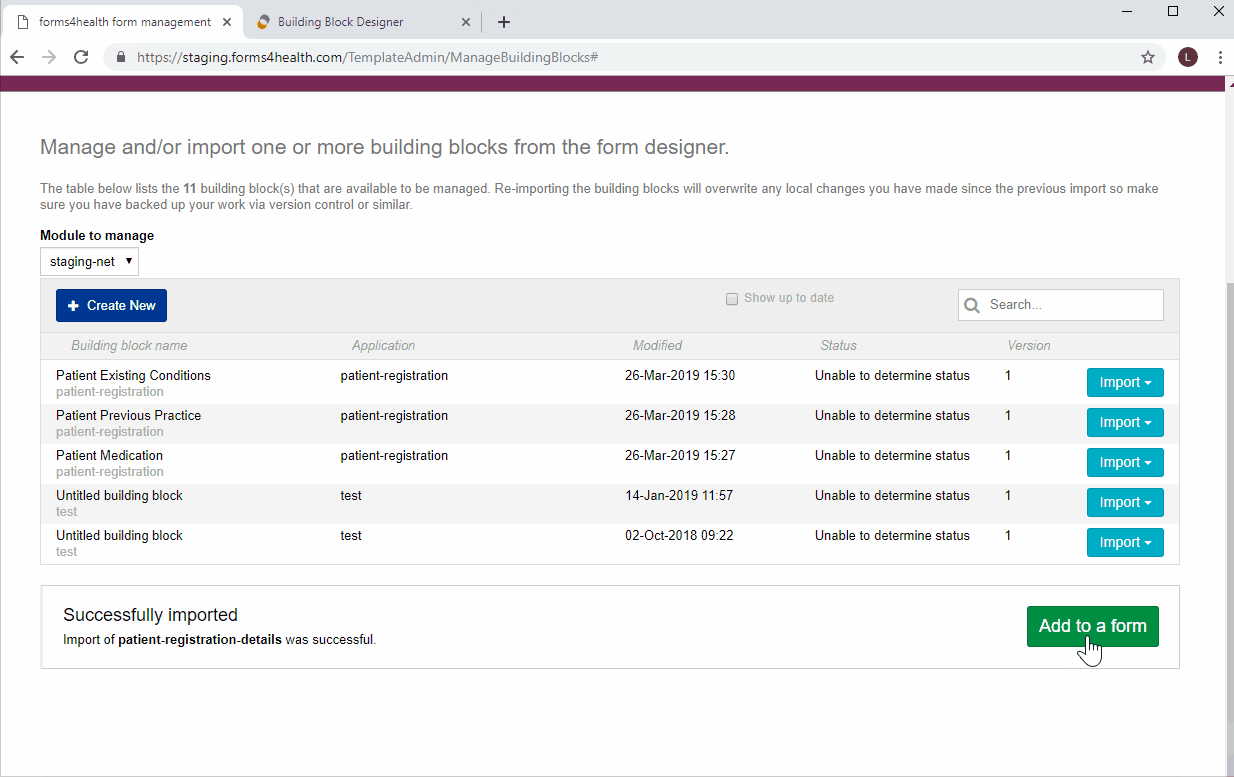 forms4health form management
Building Block Designer
https://staging.forms4health.com/TemplateAdmin/ManageBuildingBlocks#
L
Manage and/or import one or more building blocks from the form designer.
The table below lists the 11 building block(s) that are available to be managed. Re-importing the building blocks will overwrite any local changes you have made since the previous import so make
sure you have backed up your work via version control or similar.
Module to manage
staging-net
Create New
Show up to date
Search...
Building block name Application Modified Status Version
Patient Existing Conditions patient-registration 26-Mar-2019 15:30 Unable to determine status 1 Import
patient-registration
Patient Previous Practice patient-registration 26-Mar-2019 15:28 Unable to determine status 1 Import
patient-registration
Patient Medication patient-registration 26-Mar-2019 15:27 Unable to determine status 1 Import
patient-registration
Untitled building block test 14-Jan-2019 11:57 Unable to determine status 1 Import
test
Untitled building block test 02-Oct-2018 09:22 Unable to determine status 1 Import
test
Successfully imported
Import of patient-registration-details was successful.
Add to a form